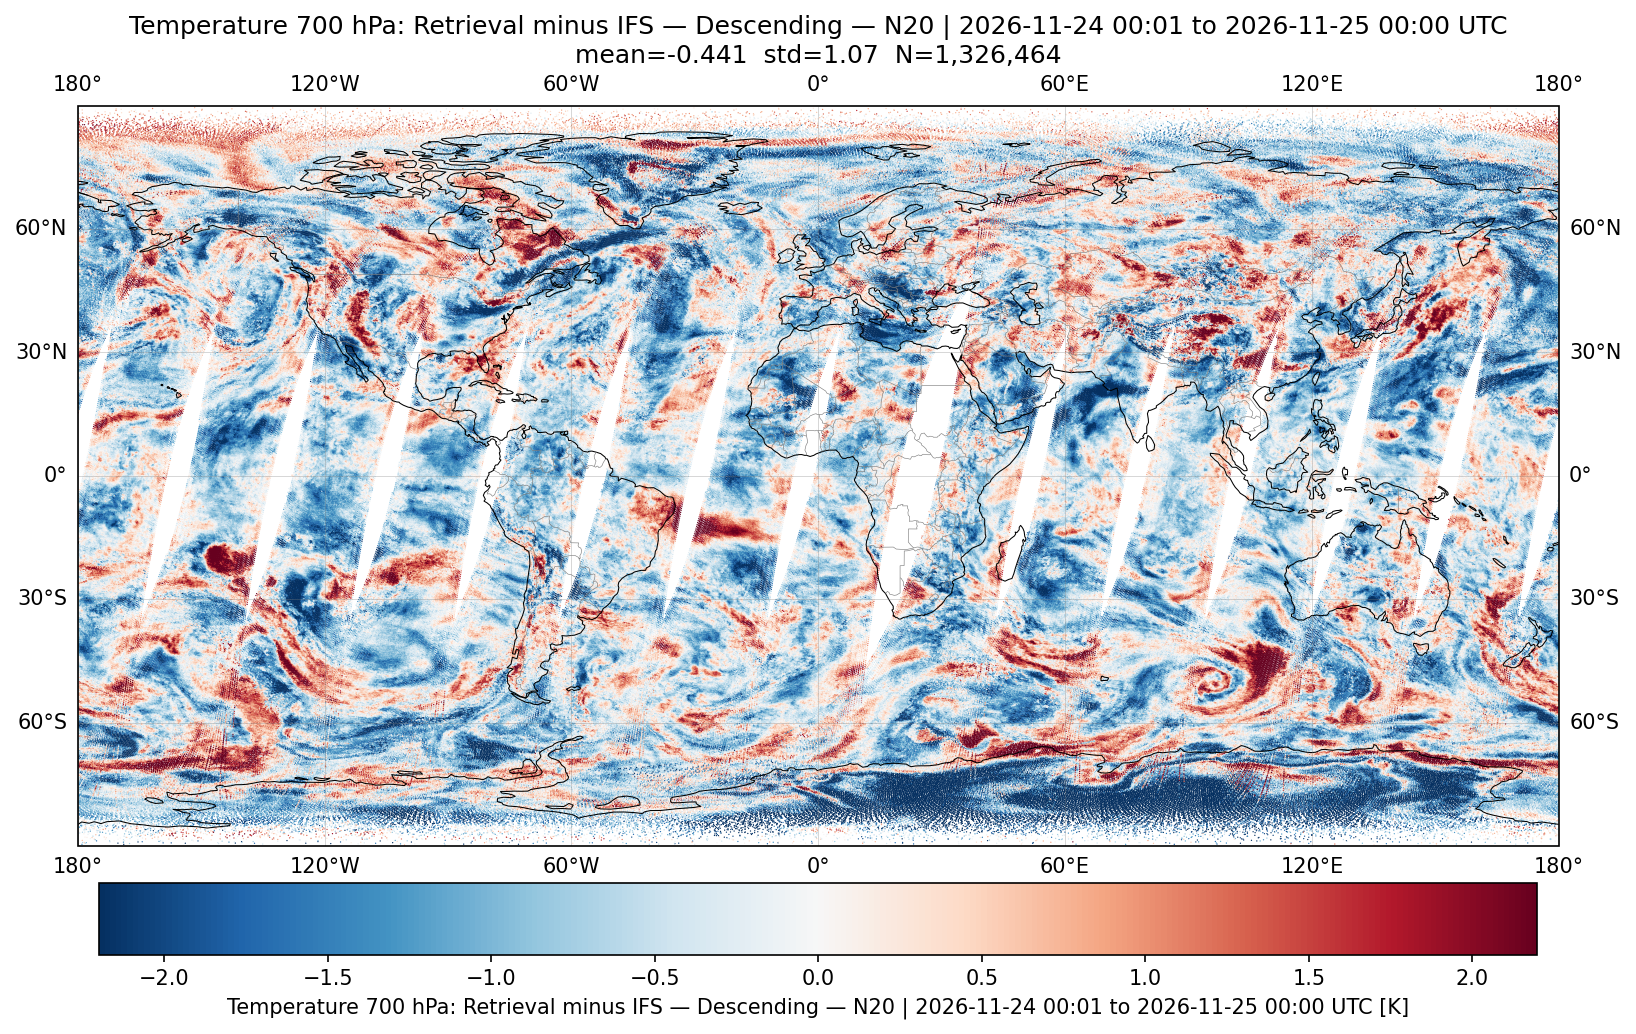 Temperature 700 hPa: Retrieval minus IFS — Descending — N20 | 2026-11-24 00:01 to 2026-11-25 00:00 UTC
mean=-0.441 std=1.07 N=1,326,464
180° 120°W 60°W 0° 60°E 120°E 180°
60°N 60°N
30°N 30°N
0° 0°
30°S 30°S
60°S 60°S
180° 120°W 60°W 0° 60°E 120°E 180°
−2.0 −1.5 −1.0 −0.5 0.0 0.5 1.0 1.5 2.0
Temperature 700 hPa: Retrieval minus IFS — Descending — N20 | 2026-11-24 00:01 to 2026-11-25 00:00 UTC [K]